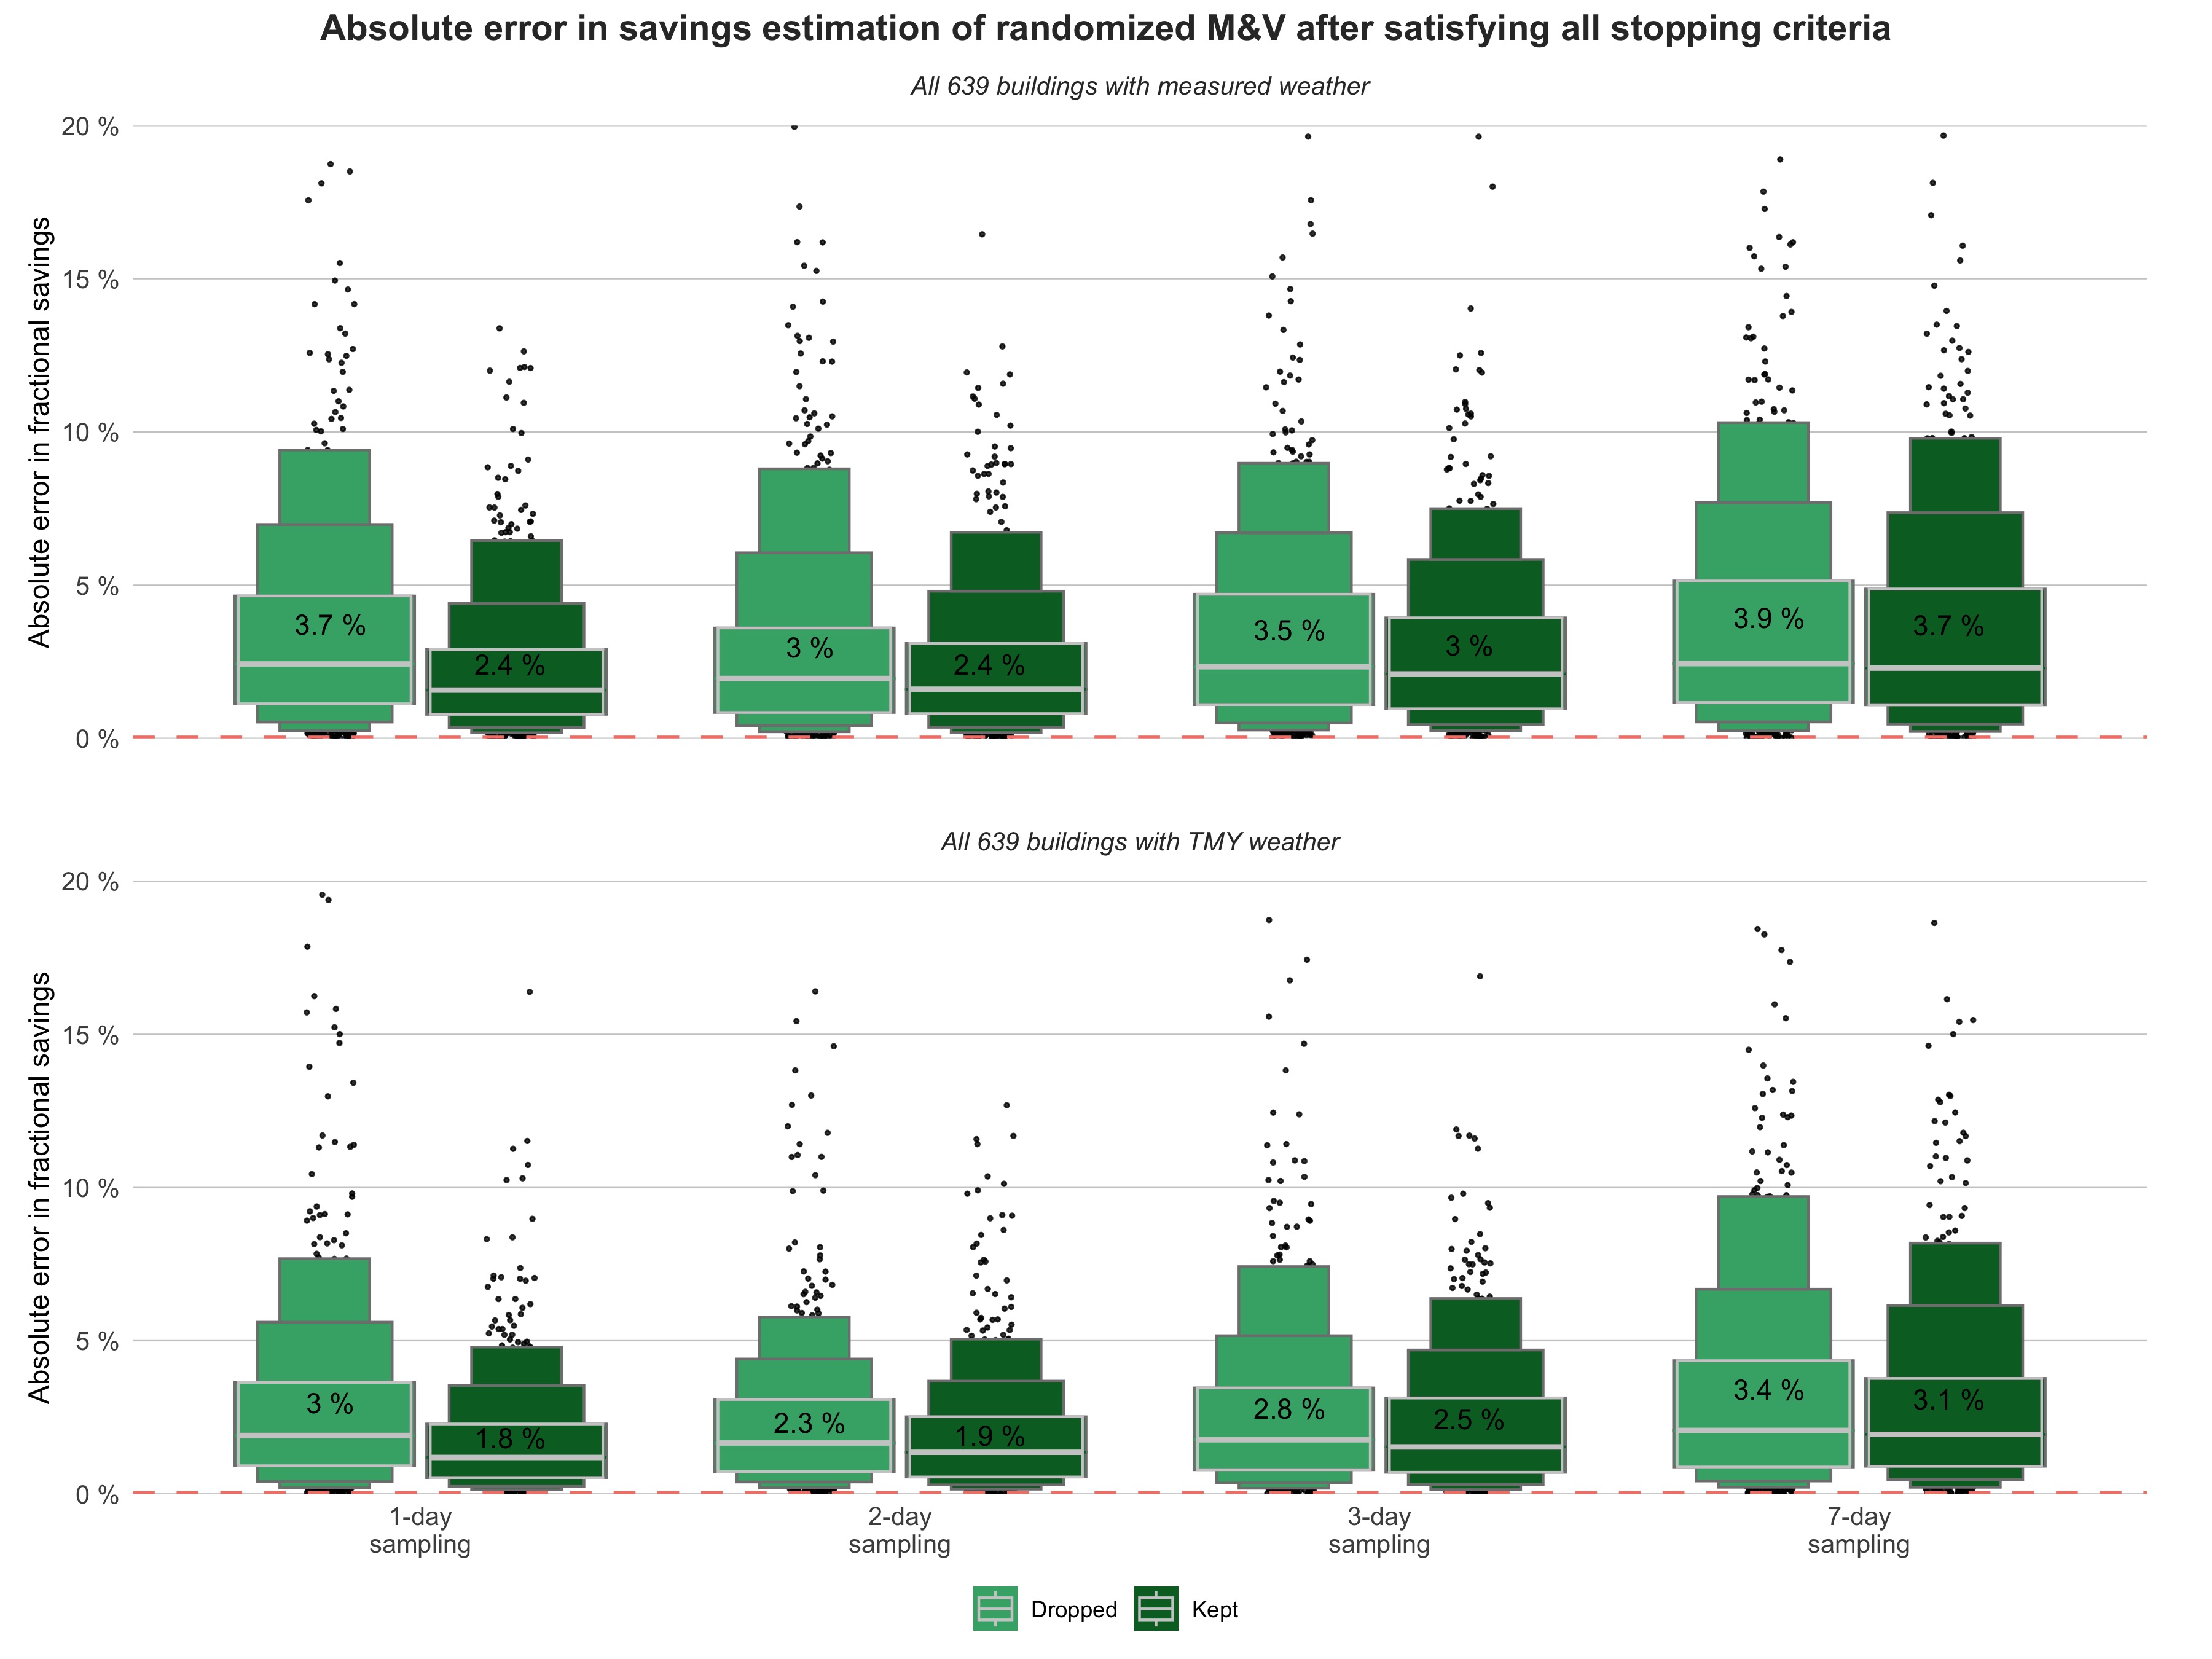 Absolute error in savings estimation of randomized M&V after satisfying all stopping criteria
All 639 buildings with measured weather
Absolute error in fractional savings
20 %
15 %
10 %
5 %
0 %
3.7 %
2.4 %
3 %
2.4 %
3.5 %
3 %
3.9 %
3.7 %
All 639 buildings with TMY weather
Absolute error in fractional savings
20 %
15 %
10 %
5 %
0 %
3 %
1.8 %
2.3 %
1.9 %
2.8 %
2.5 %
3.4 %
3.1 %
1-day
sampling
2-day
sampling
3-day
sampling
7-day
sampling
Dropped
Kept